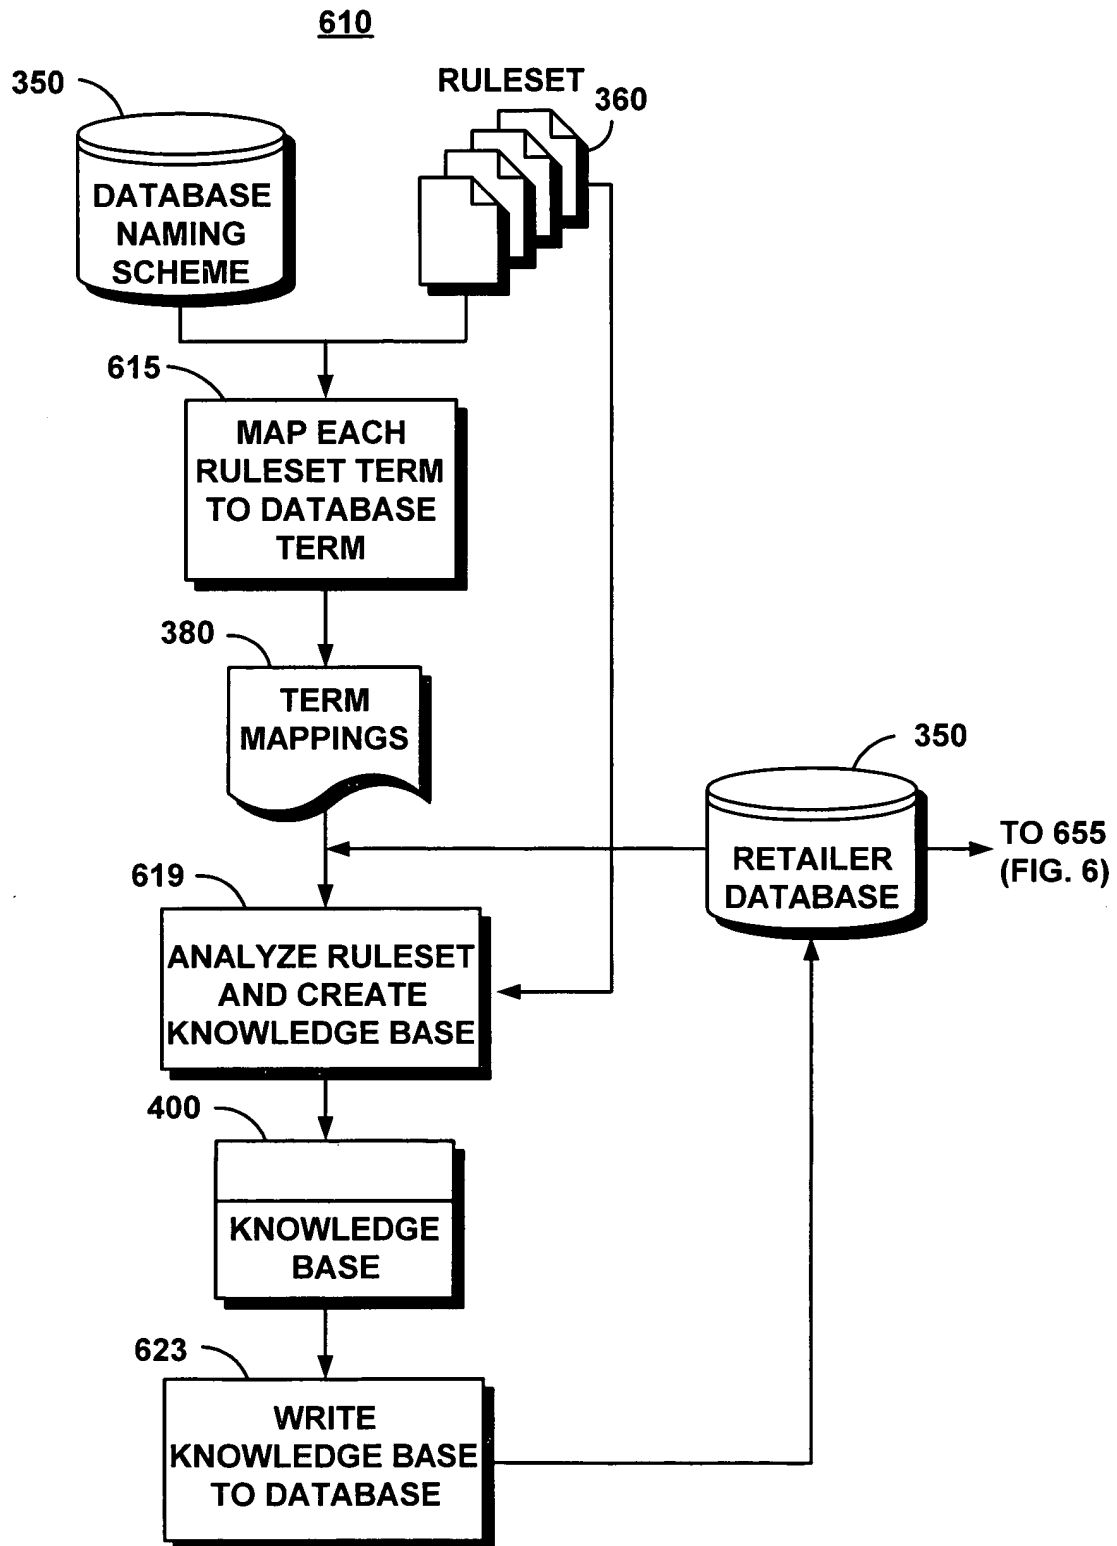 610
350
RULESET
360
DATABASE
NAMING
SCHEME
615
MAP EACH
RULESET TERM
TO DATABASE
TERM
380
TERM
MAPPINGS
350
RETAILER
DATABASE
TO 655
(FIG. 6)
619
ANALYZE RULESET
AND CREATE
KNOWLEDGE BASE
400
KNOWLEDGE
BASE
623
WRITE
KNOWLEDGE BASE
TO DATABASE